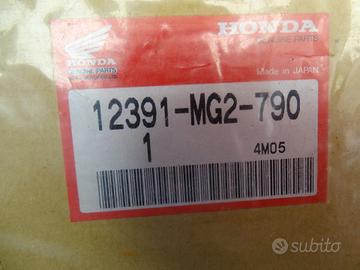 HONDA
HONDA
GENUINE PARTS
GENUINE PARTS
Made in JAPAN
12391-MG2-790
1
4M05
subito